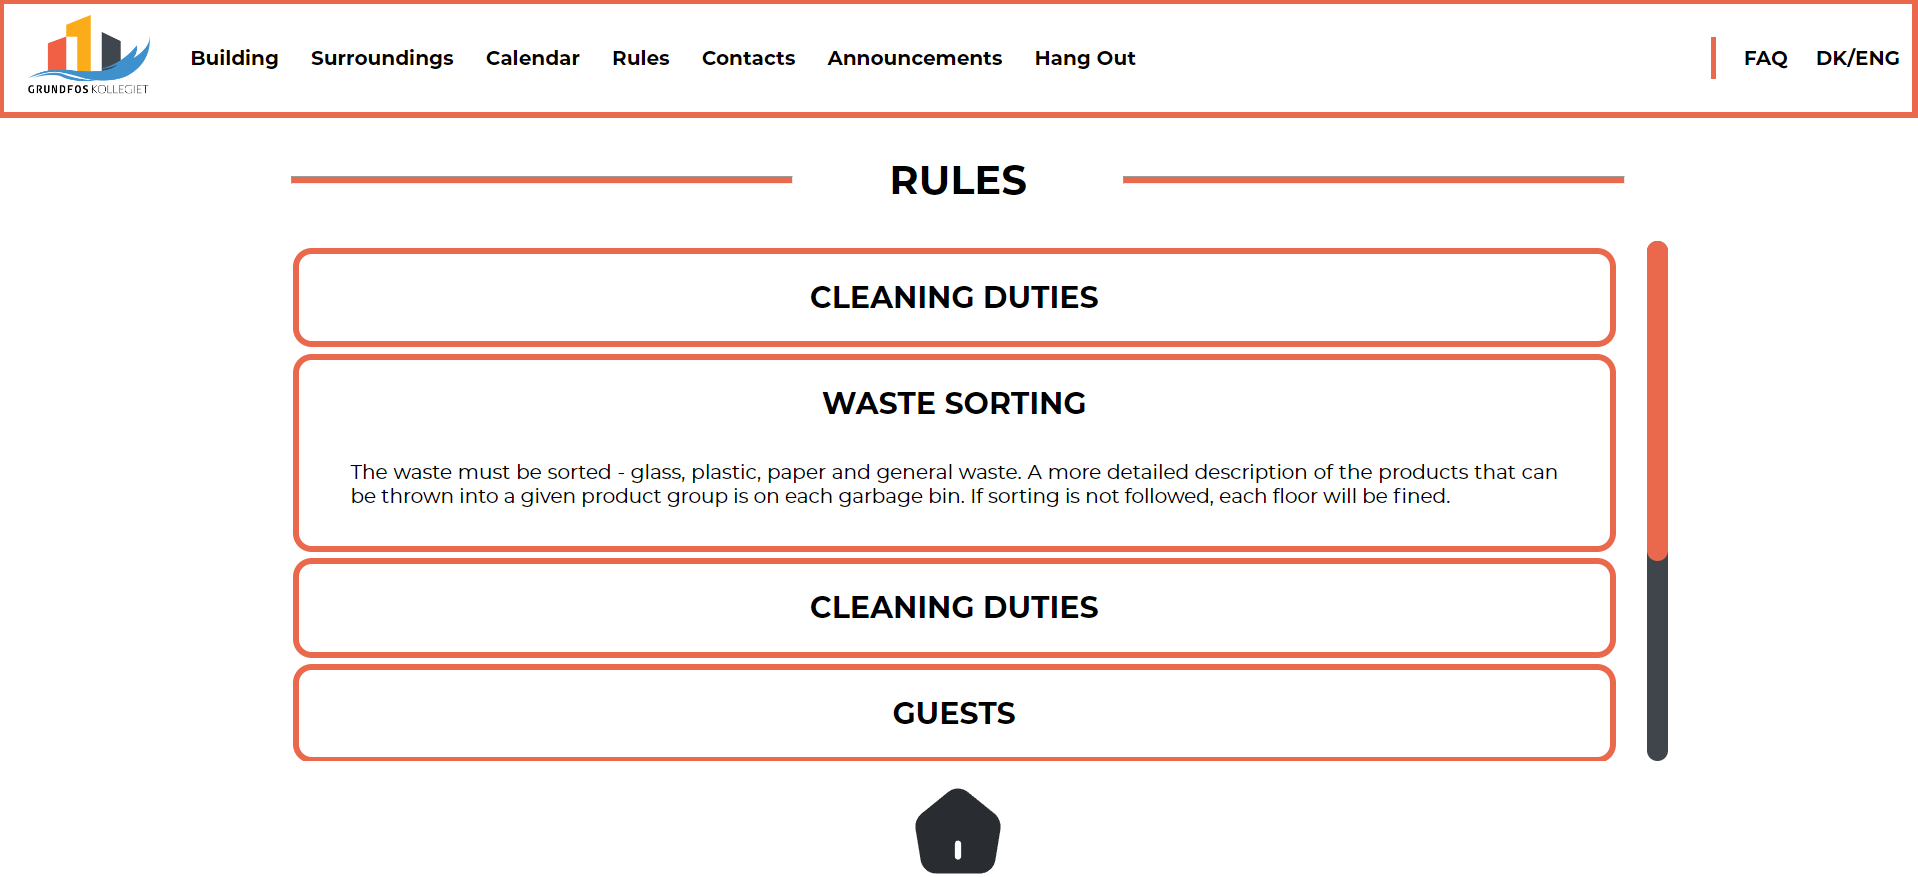 GRUNDFOS KOLLEGIET
Building Surroundings Calendar Rules Contacts Announcements Hang Out FAQ DK/ENG
RULES
CLEANING DUTIES
WASTE SORTING
The waste must be sorted - glass, plastic, paper and general waste. A more detailed description of the products that can
be thrown into a given product group is on each garbage bin. If sorting is not followed, each floor will be fined.
CLEANING DUTIES
GUESTS